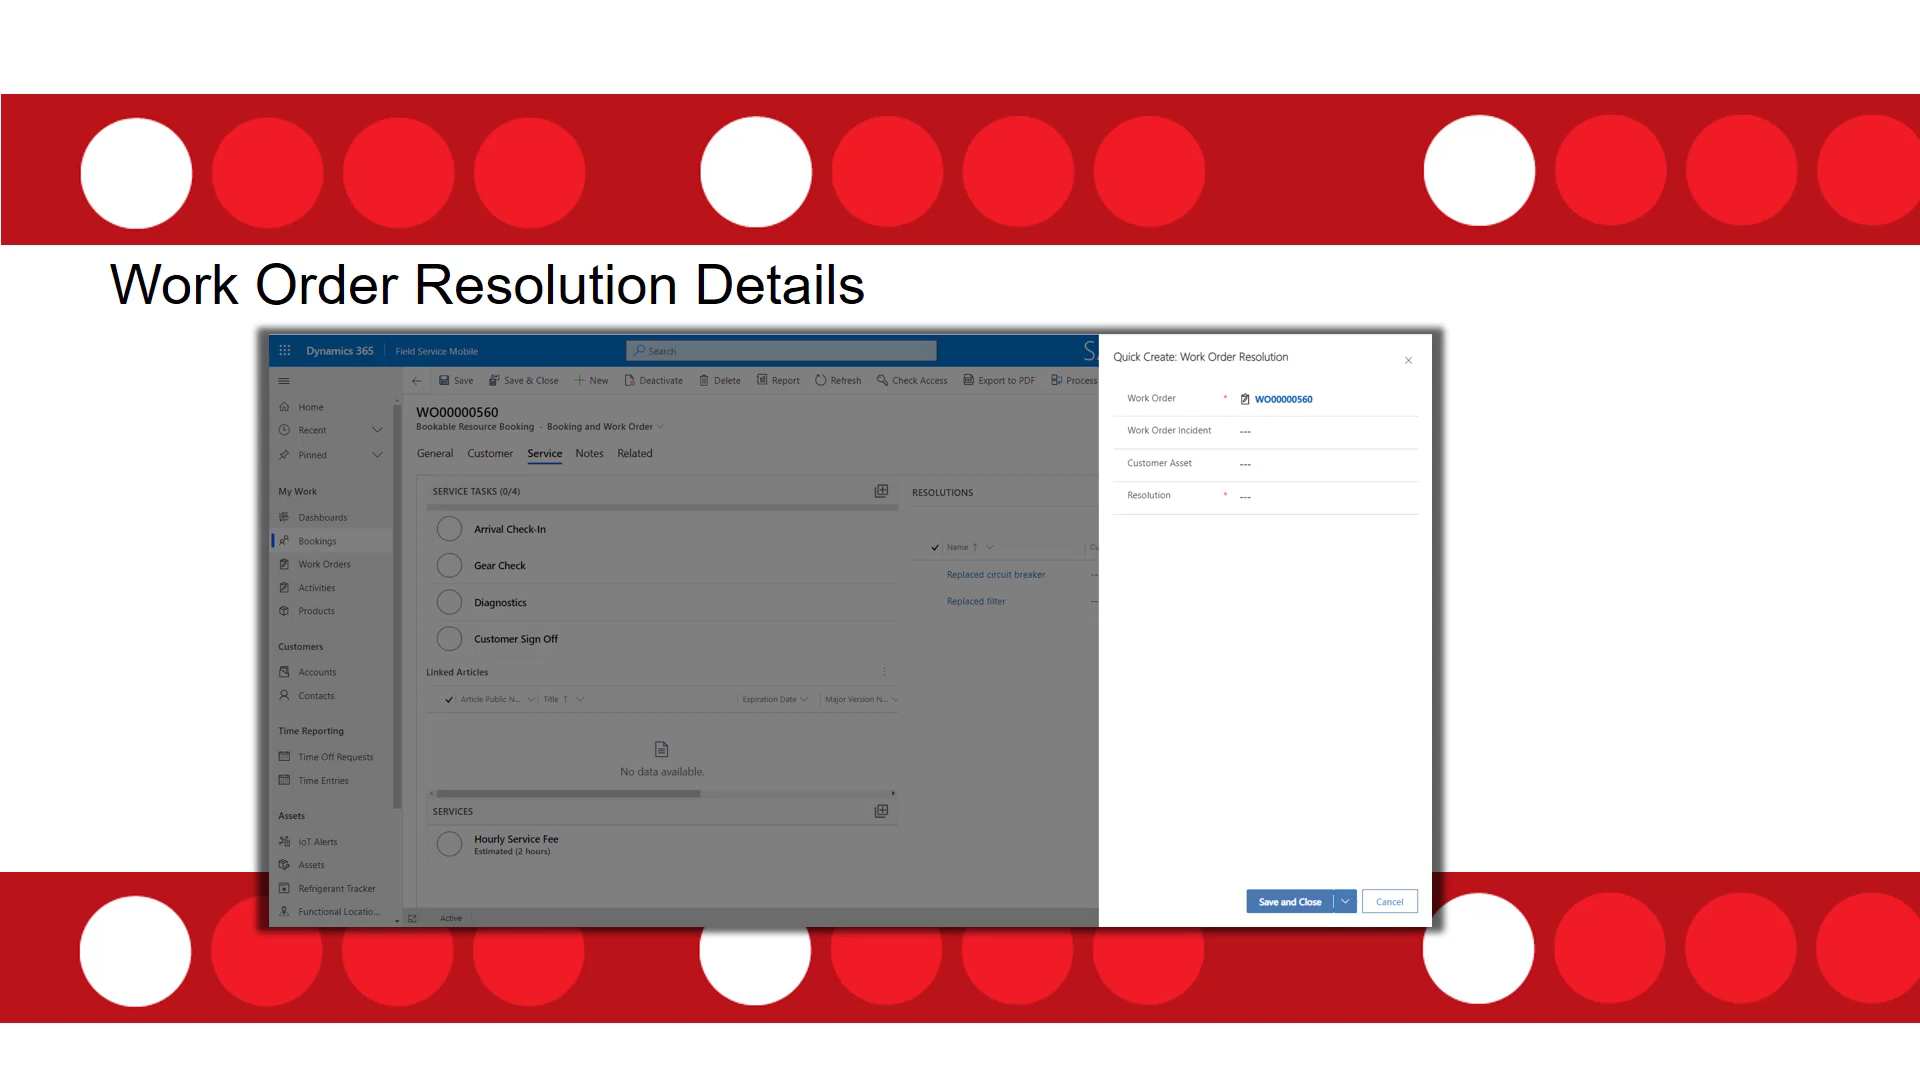 Work Order Resolution Details
Dynamics 365
Field Service Mobile
Search
Save
Save & Close
New
Deactivate
Delete
Report
Refresh
Check Access
Export to PDF
Process
Home
Recent
Pinned
My Work
Dashboards
Bookings
Work Orders
Activities
Products
Customers
Accounts
Contacts
Time Reporting
Time Off Requests
Time Entries
Assets
IoT Alerts
Assets
Refrigerant Tracker
Functional Locatio...
WO00000560
Bookable Resource Booking - Booking and Work Order
General Customer Service Notes Related
SERVICE TASKS (0/4)
Arrival Check-In
Gear Check
Diagnostics
Customer Sign Off
Linked Articles
Article Public N... Title Expiration Date Major Version N...
No data available.
SERVICES
Hourly Service Fee
Estimated (2 hours)
Active
RESOLUTIONS
Name
Replaced circuit breaker ---
Replaced filter ---
Quick Create: Work Order Resolution
Work Order * WO00000560
Work Order Incident ---
Customer Asset ---
Resolution * ---
Save and Close
Cancel